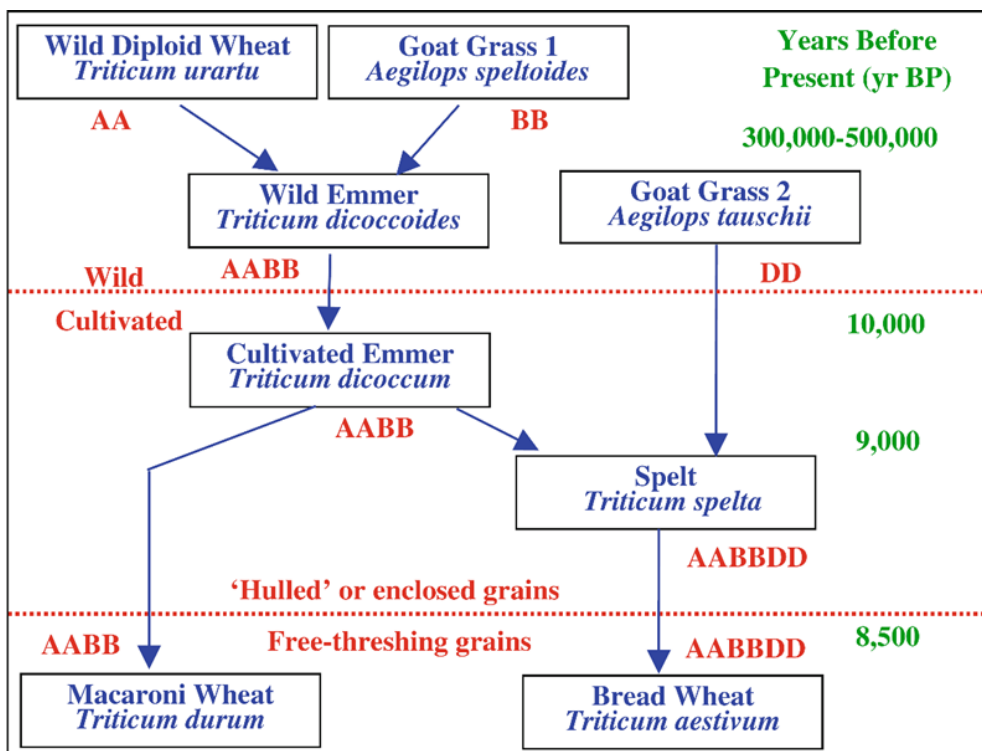 Wild Diploid Wheat
Triticum urartu
Goat Grass 1
Aegilops speltoides
Years Before
Present (yr BP)
AA
BB
300,000-500,000
Wild Emmer
Triticum dicoccoides
Goat Grass 2
Aegilops tauschii
AABB
DD
Wild
Cultivated
10,000
Cultivated Emmer
Triticum dicoccum
AABB
9,000
Spelt
Triticum spelta
AABBDD
‘Hulled’ or enclosed grains
Free-threshing grains
8,500
AABB
AABBDD
Macaroni Wheat
Triticum durum
Bread Wheat
Triticum aestivum